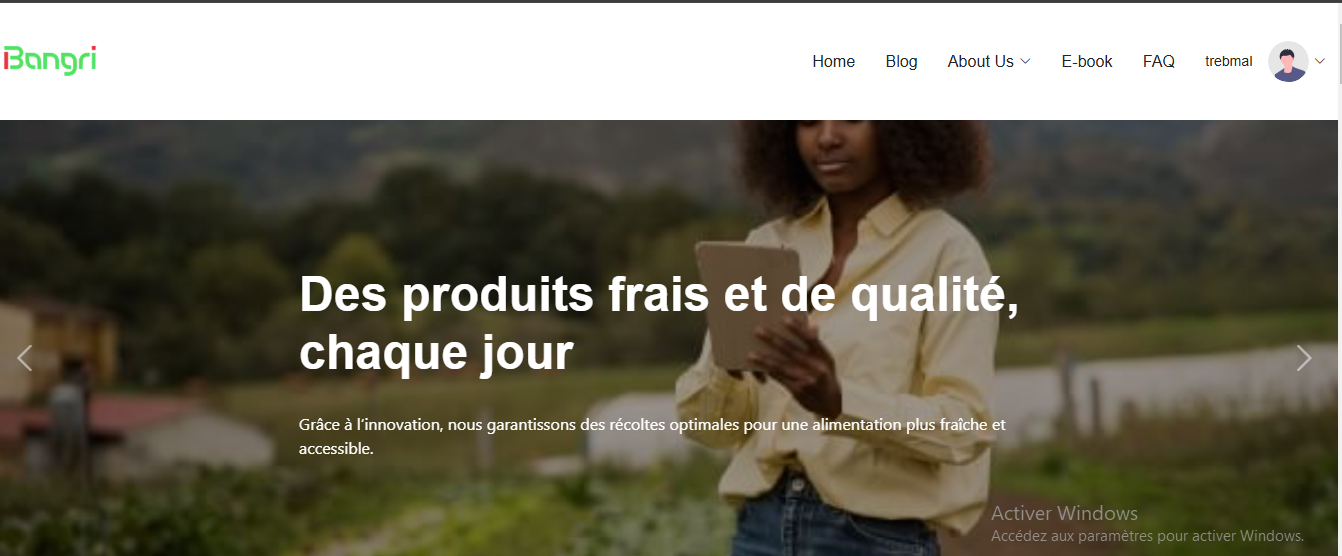 iBangri
Home Blog About Us E-book FAQ trebmal
Des produits frais et de qualité,
chaque jour
Grâce à l'innovation, nous garantissons des récoltes optimales pour une alimentation plus fraîche et
accessible.
Activer Windows
Accédez aux paramètres pour activer Windows.